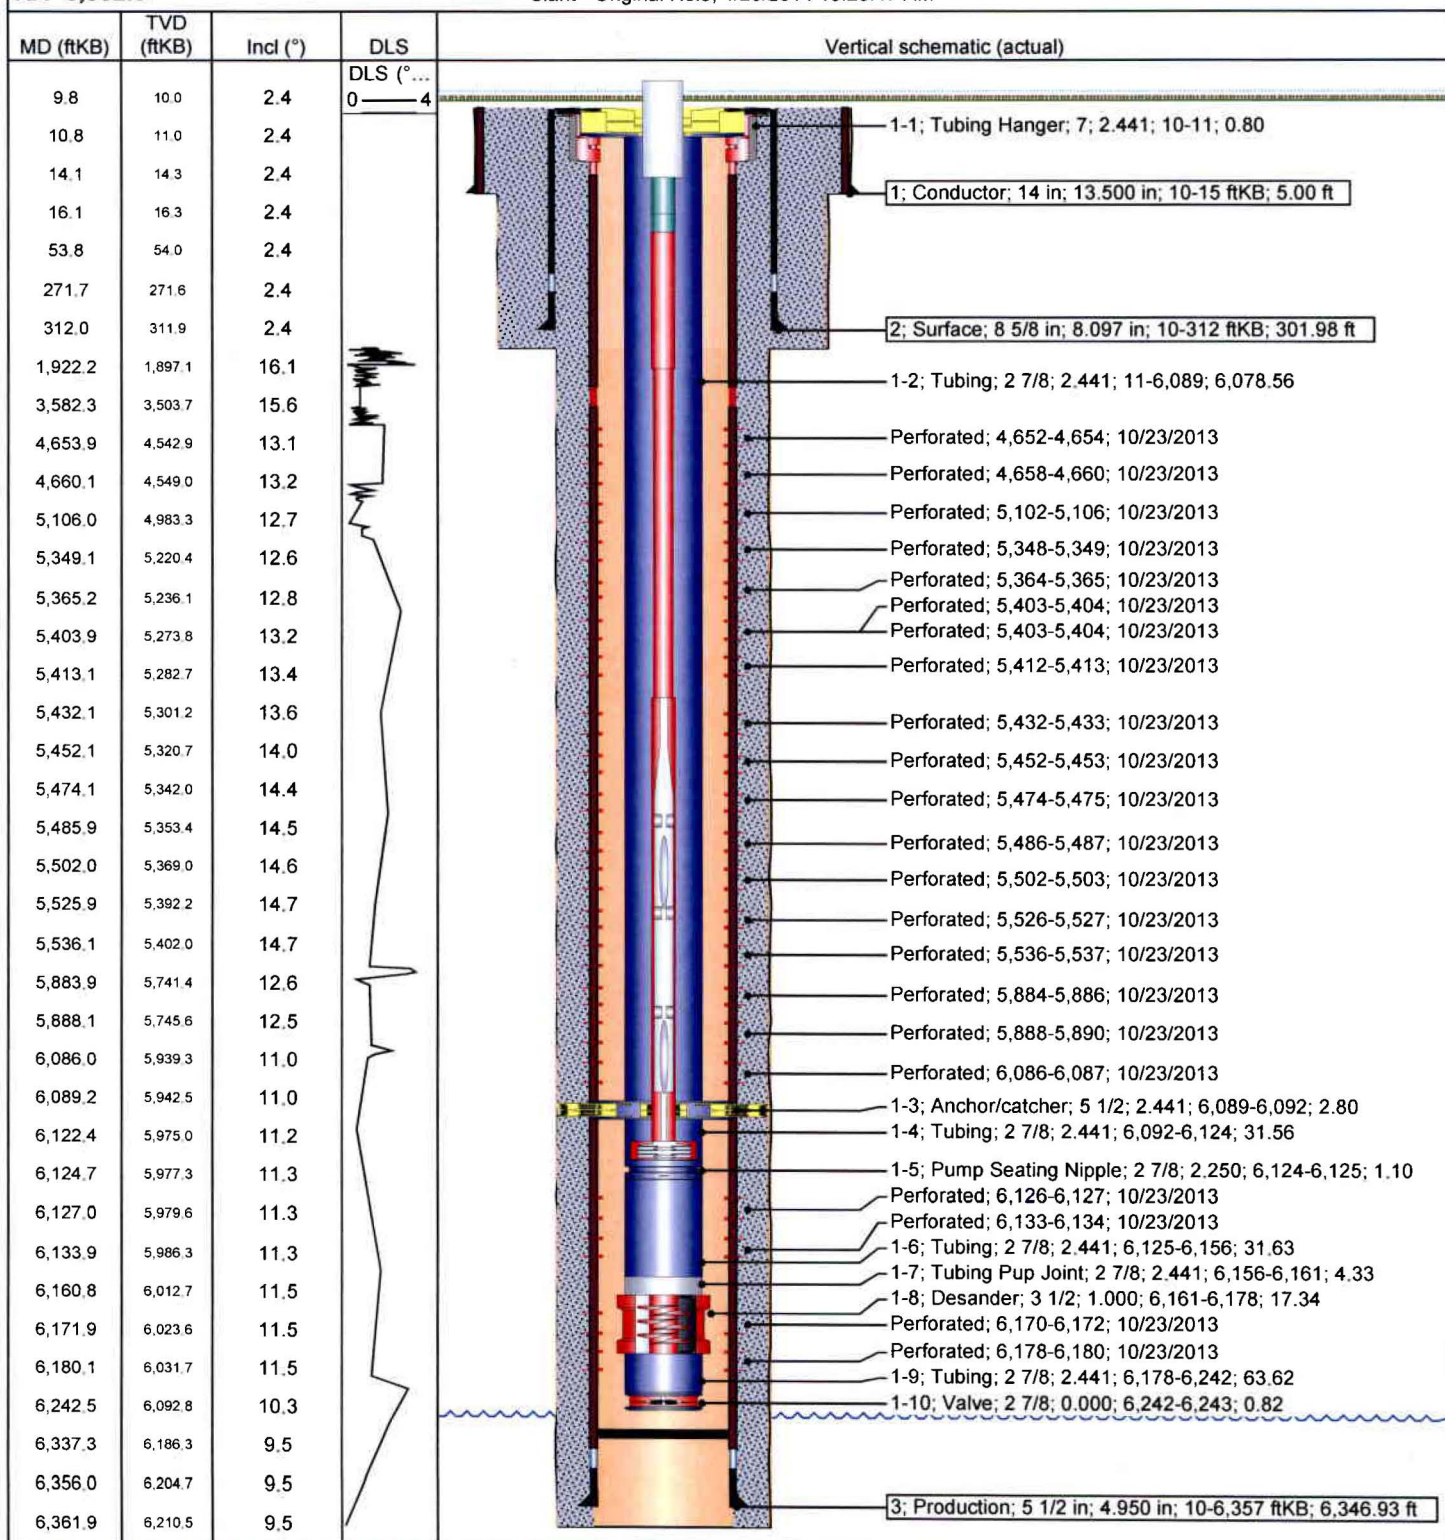 MD (ftKB) TVD (ftKB) Incl (°) DLS Vertical schematic (actual)
DLS (°...
0 4
9.8 10.0 2.4
10.8 11.0 2.4
14.1 14.3 2.4
16.1 16.3 2.4
53.8 54.0 2.4
271.7 271.6 2.4
312.0 311.9 2.4
1,922.2 1,897.1 16.1
3,582.3 3,503.7 15.6
4,653.9 4,542.9 13.1
4,660.1 4,549.0 13.2
5,106.0 4,983.3 12.7
5,349.1 5,220.4 12.6
5,365.2 5,236.1 12.8
5,403.9 5,273.8 13.2
5,413.1 5,282.7 13.4
5,432.1 5,301.2 13.6
5,452.1 5,320.7 14.0
5,474.1 5,342.0 14.4
5,485.9 5,353.4 14.5
5,502.0 5,369.0 14.6
5,525.9 5,392.2 14.7
5,536.1 5,402.0 14.7
5,883.9 5,741.4 12.6
5,888.1 5,745.6 12.5
6,086.0 5,939.3 11.0
6,089.2 5,942.5 11.0
6,122.4 5,975.0 11.2
6,124.7 5,977.3 11.3
6,127.0 5,979.6 11.3
6,133.9 5,986.3 11.3
6,160.8 6,012.7 11.5
6,171.9 6,023.6 11.5
6,180.1 6,031.7 11.5
6,242.5 6,092.8 10.3
6,337.3 6,186.3 9.5
6,356.0 6,204.7 9.5
6,361.9 6,210.5 9.5
1-1; Tubing Hanger; 7; 2.441; 10-11; 0.80
1; Conductor; 14 in; 13.500 in; 10-15 ftKB; 5.00 ft
2; Surface; 8 5/8 in; 8.097 in; 10-312 ftKB; 301.98 ft
1-2; Tubing; 2 7/8; 2.441; 11-6,089; 6,078.56
Perforated; 4,652-4,654; 10/23/2013
Perforated; 4,658-4,660; 10/23/2013
Perforated; 5,102-5,106; 10/23/2013
Perforated; 5,348-5,349; 10/23/2013
Perforated; 5,364-5,365; 10/23/2013
Perforated; 5,403-5,404; 10/23/2013
Perforated; 5,403-5,404; 10/23/2013
Perforated; 5,412-5,413; 10/23/2013
Perforated; 5,432-5,433; 10/23/2013
Perforated; 5,452-5,453; 10/23/2013
Perforated; 5,474-5,475; 10/23/2013
Perforated; 5,486-5,487; 10/23/2013
Perforated; 5,502-5,503; 10/23/2013
Perforated; 5,526-5,527; 10/23/2013
Perforated; 5,536-5,537; 10/23/2013
Perforated; 5,884-5,886; 10/23/2013
Perforated; 5,888-5,890; 10/23/2013
Perforated; 6,086-6,087; 10/23/2013
1-3; Anchor/catcher; 5 1/2; 2.441; 6,089-6,092; 2.80
1-4; Tubing; 2 7/8; 2.441; 6,092-6,124; 31.56
1-5; Pump Seating Nipple; 2 7/8; 2.250; 6,124-6,125; 1.10
Perforated; 6,126-6,127; 10/23/2013
Perforated; 6,133-6,134; 10/23/2013
1-6; Tubing; 2 7/8; 2.441; 6,125-6,156; 31.63
1-7; Tubing Pup Joint; 2 7/8; 2.441; 6,156-6,161; 4.33
1-8; Desander; 3 1/2; 1.000; 6,161-6,178; 17.34
Perforated; 6,170-6,172; 10/23/2013
Perforated; 6,178-6,180; 10/23/2013
1-9; Tubing; 2 7/8; 2.441; 6,178-6,242; 63.62
1-10; Valve; 2 7/8; 0.000; 6,242-6,243; 0.82
3; Production; 5 1/2 in; 4.950 in; 10-6,357 ftKB; 6,346.93 ft